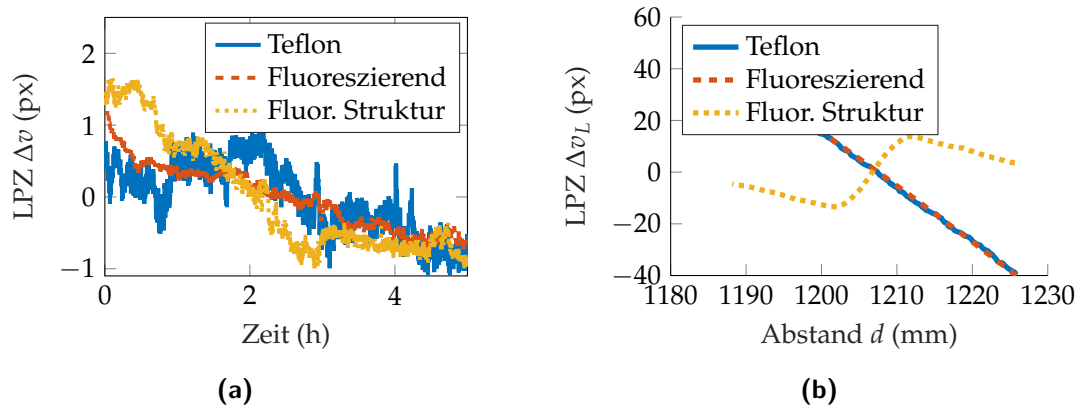 LPZ Δv (px)
2
1
0
−1
Teflon
Fluoreszierend
Fluor. Struktur
0 2 4
Zeit (h)
(a)
LPZ Δv_L (px)
60
40
20
0
−20
−40
Teflon
Fluoreszierend
Fluor. Struktur
1180 1190 1200 1210 1220 1230
Abstand d (mm)
(b)